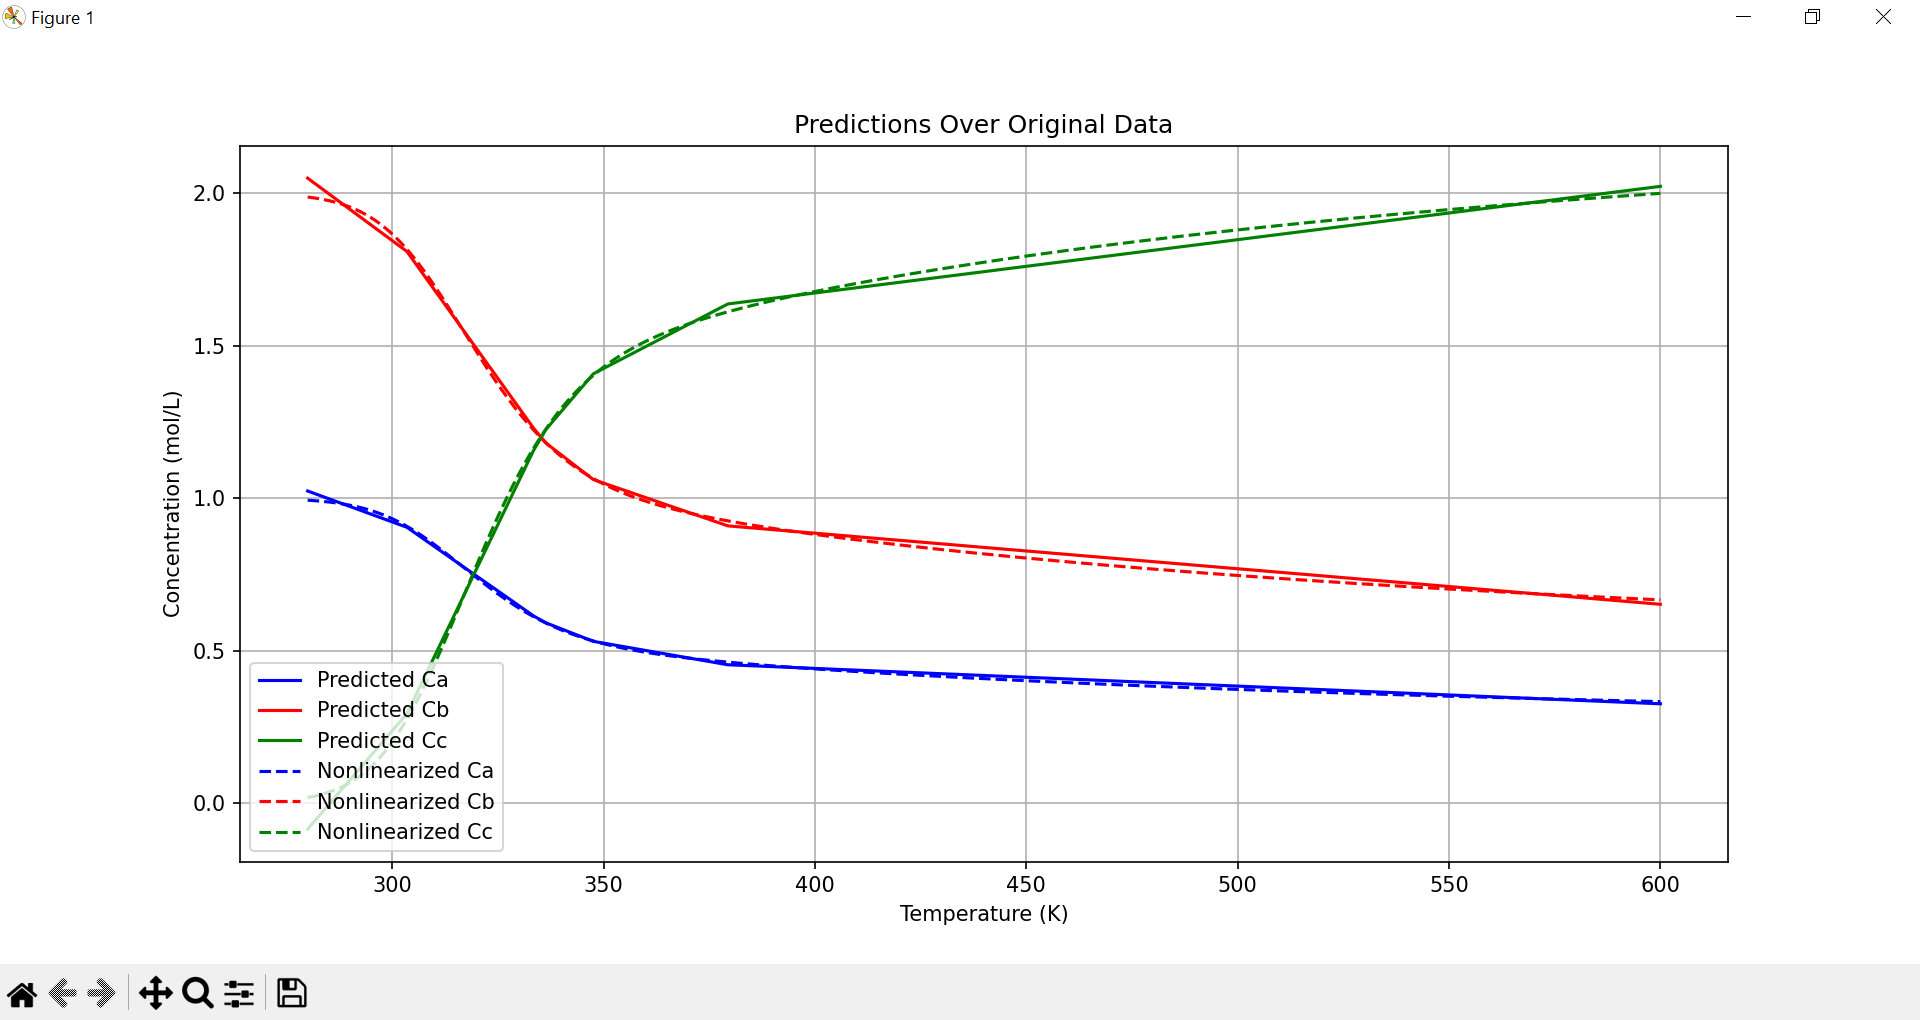 Figure 1
Predictions Over Original Data
Concentration (mol/L)
2.0
1.5
1.0
0.5
0.0
Predicted Ca
Predicted Cb
Predicted Cc
Nonlinearized Ca
Nonlinearized Cb
Nonlinearized Cc
300 350 400 450 500 550 600
Temperature (K)